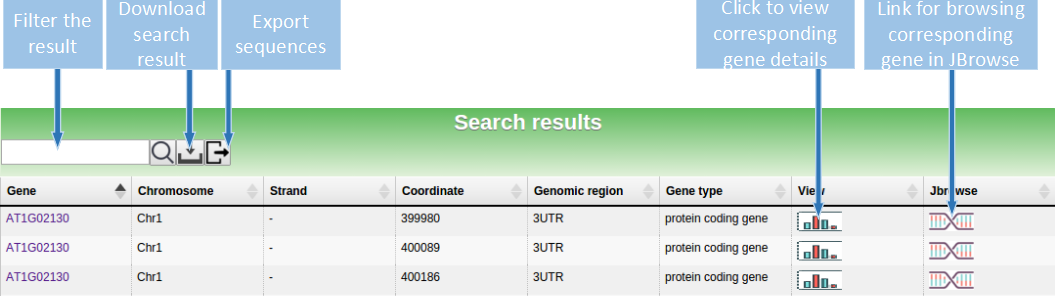 Filter the
result
Download
search
result
Export
sequences
Click to view
corresponding
gene details
Link for browsing
corresponding
gene in JBrowse
Search results
Gene Chromosome Strand Coordinate Genomic region Gene type View Jbrowse
AT1G02130 Chr1 - 399980 3UTR protein coding gene
AT1G02130 Chr1 - 400089 3UTR protein coding gene
AT1G02130 Chr1 - 400186 3UTR protein coding gene